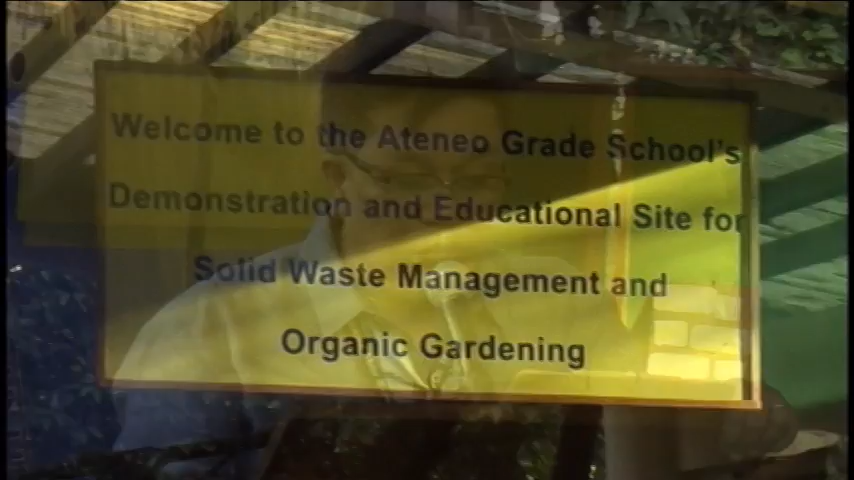 Welcome to the Ateneo Grade School's
Demonstration and Educational Site for
Solid Waste Management and
Organic Gardening